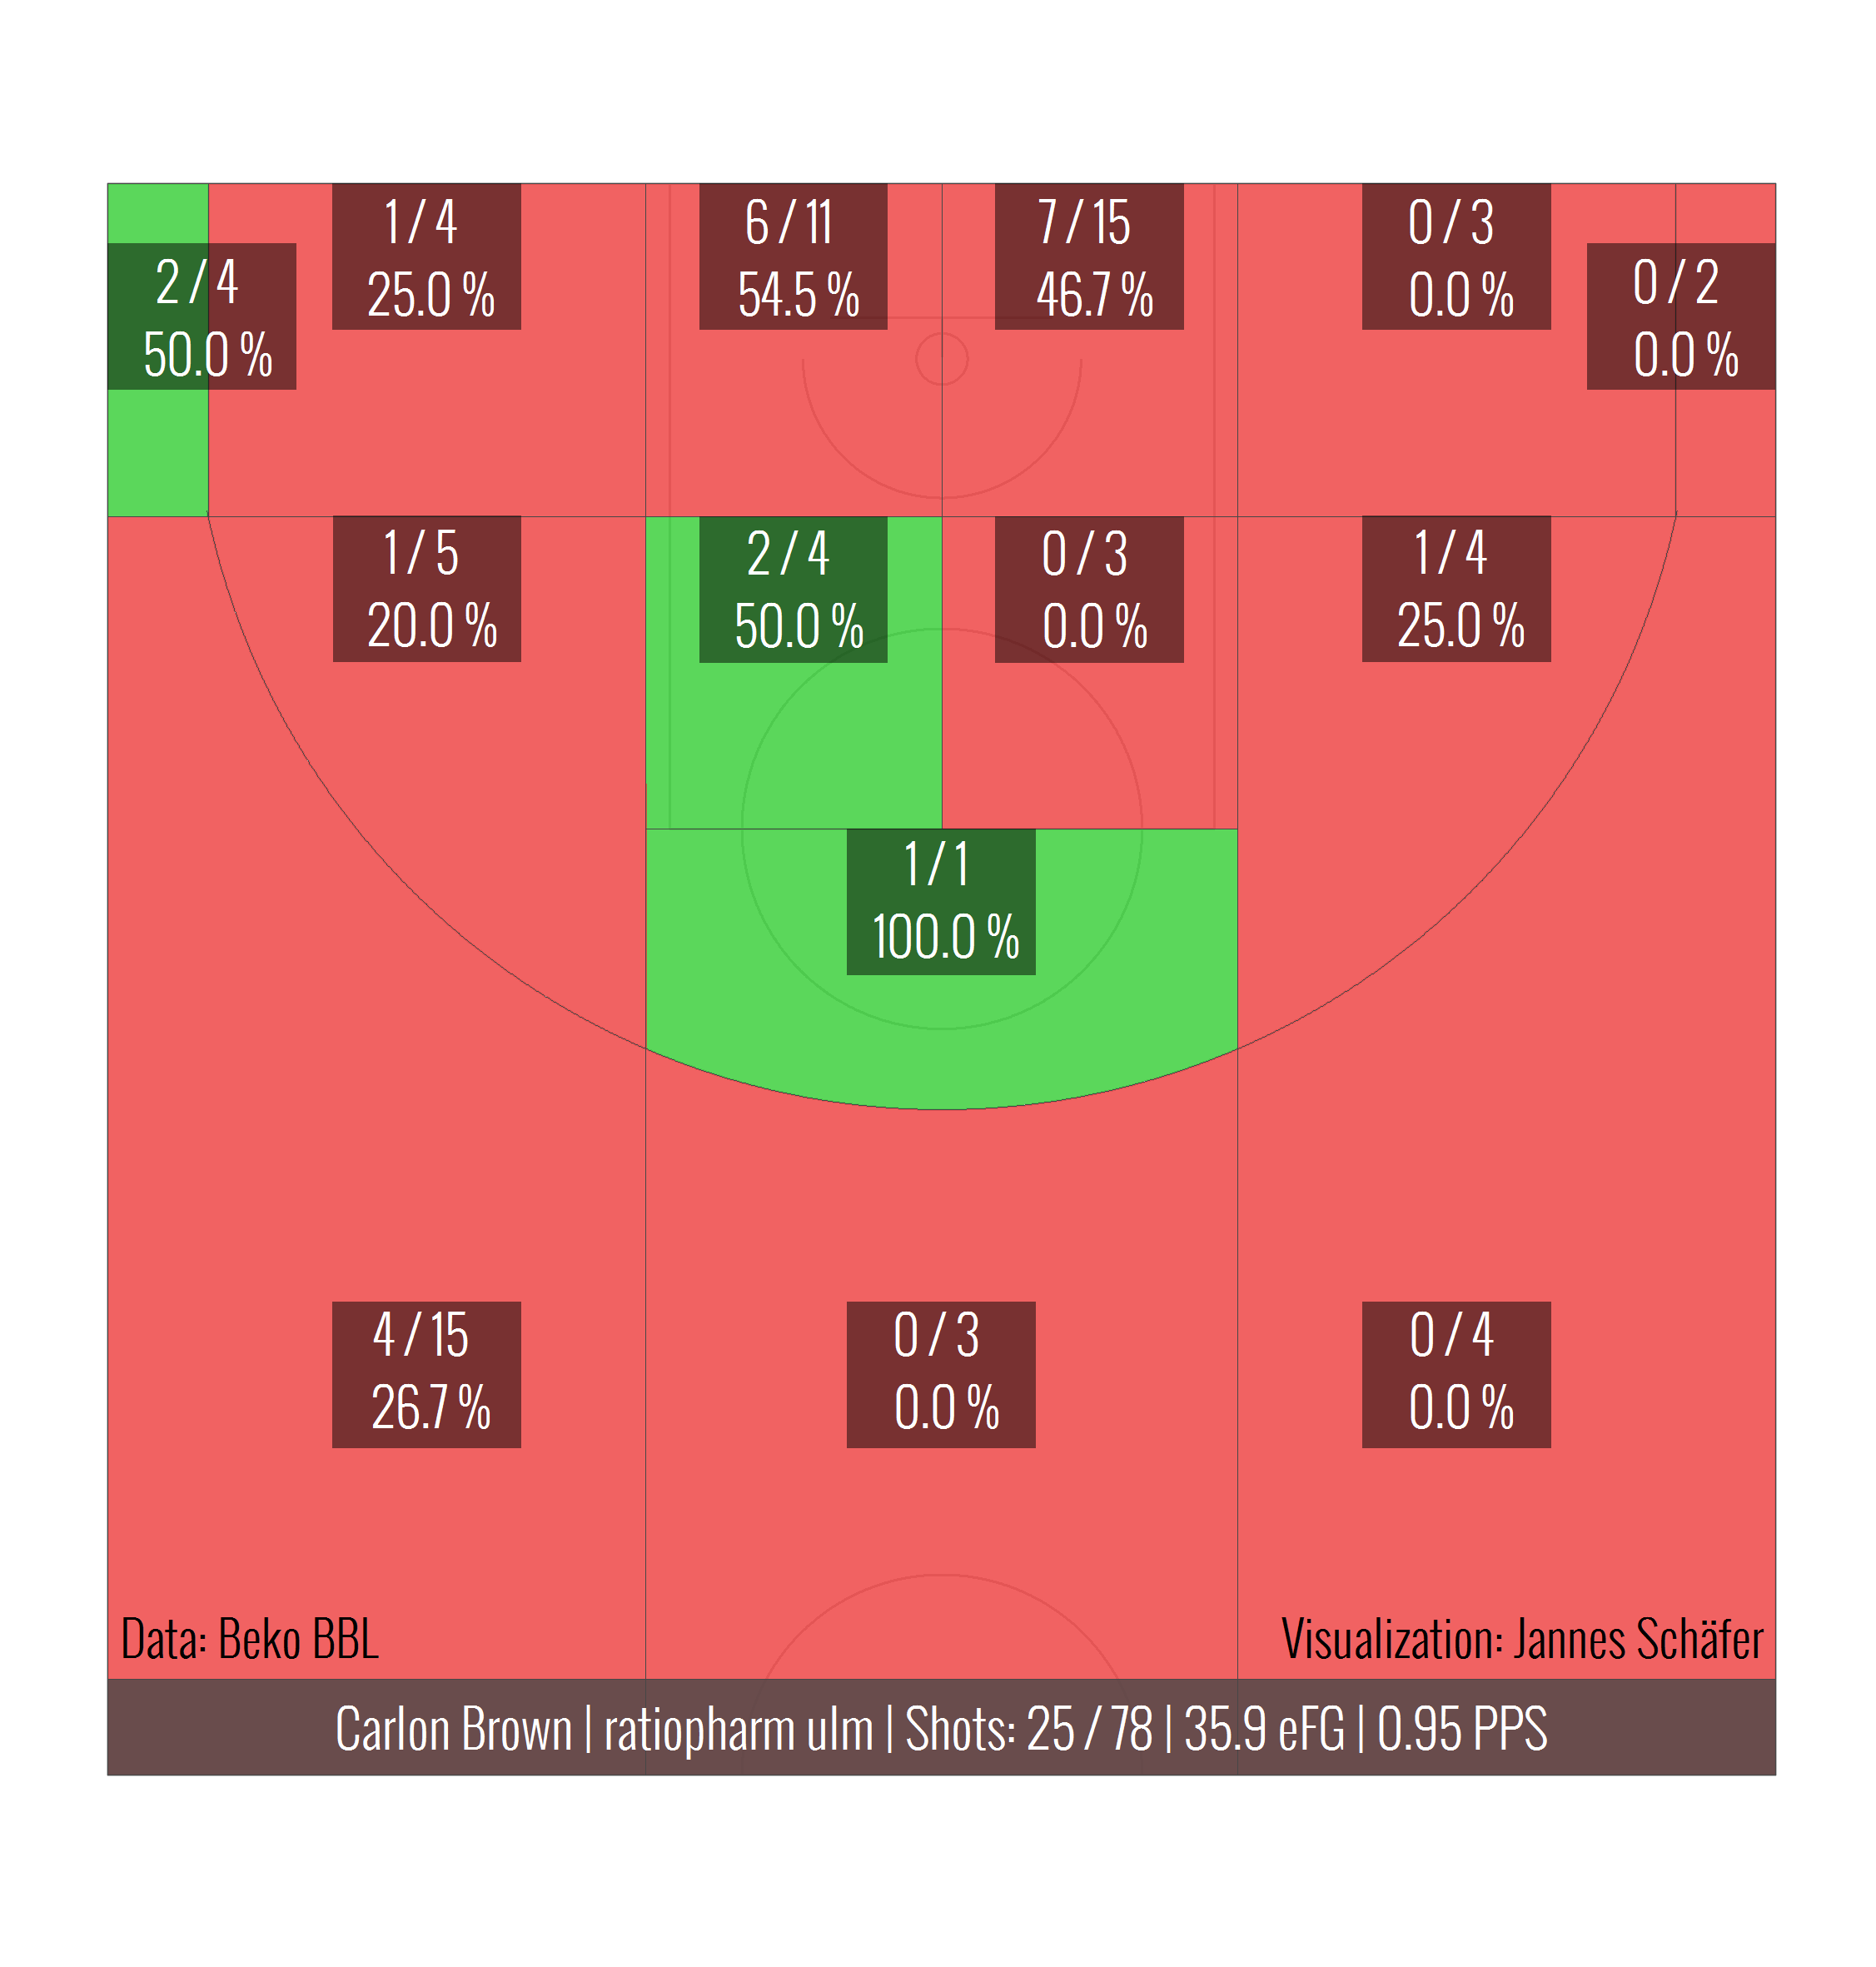 1 / 4
25.0 %
6 / 11
54.5 %
7 / 15
46.7 %
0 / 3
0.0 %
2 / 4
50.0 %
0 / 2
0.0 %
1 / 5
20.0 %
2 / 4
50.0 %
0 / 3
0.0 %
1 / 4
25.0 %
1 / 1
100.0 %
4 / 15
26.7 %
0 / 3
0.0 %
0 / 4
0.0 %
Data: Beko BBL
Visualization: Jannes Schäfer
Carlon Brown | ratiopharm ulm | Shots: 25 / 78 | 35.9 eFG | 0.95 PPS